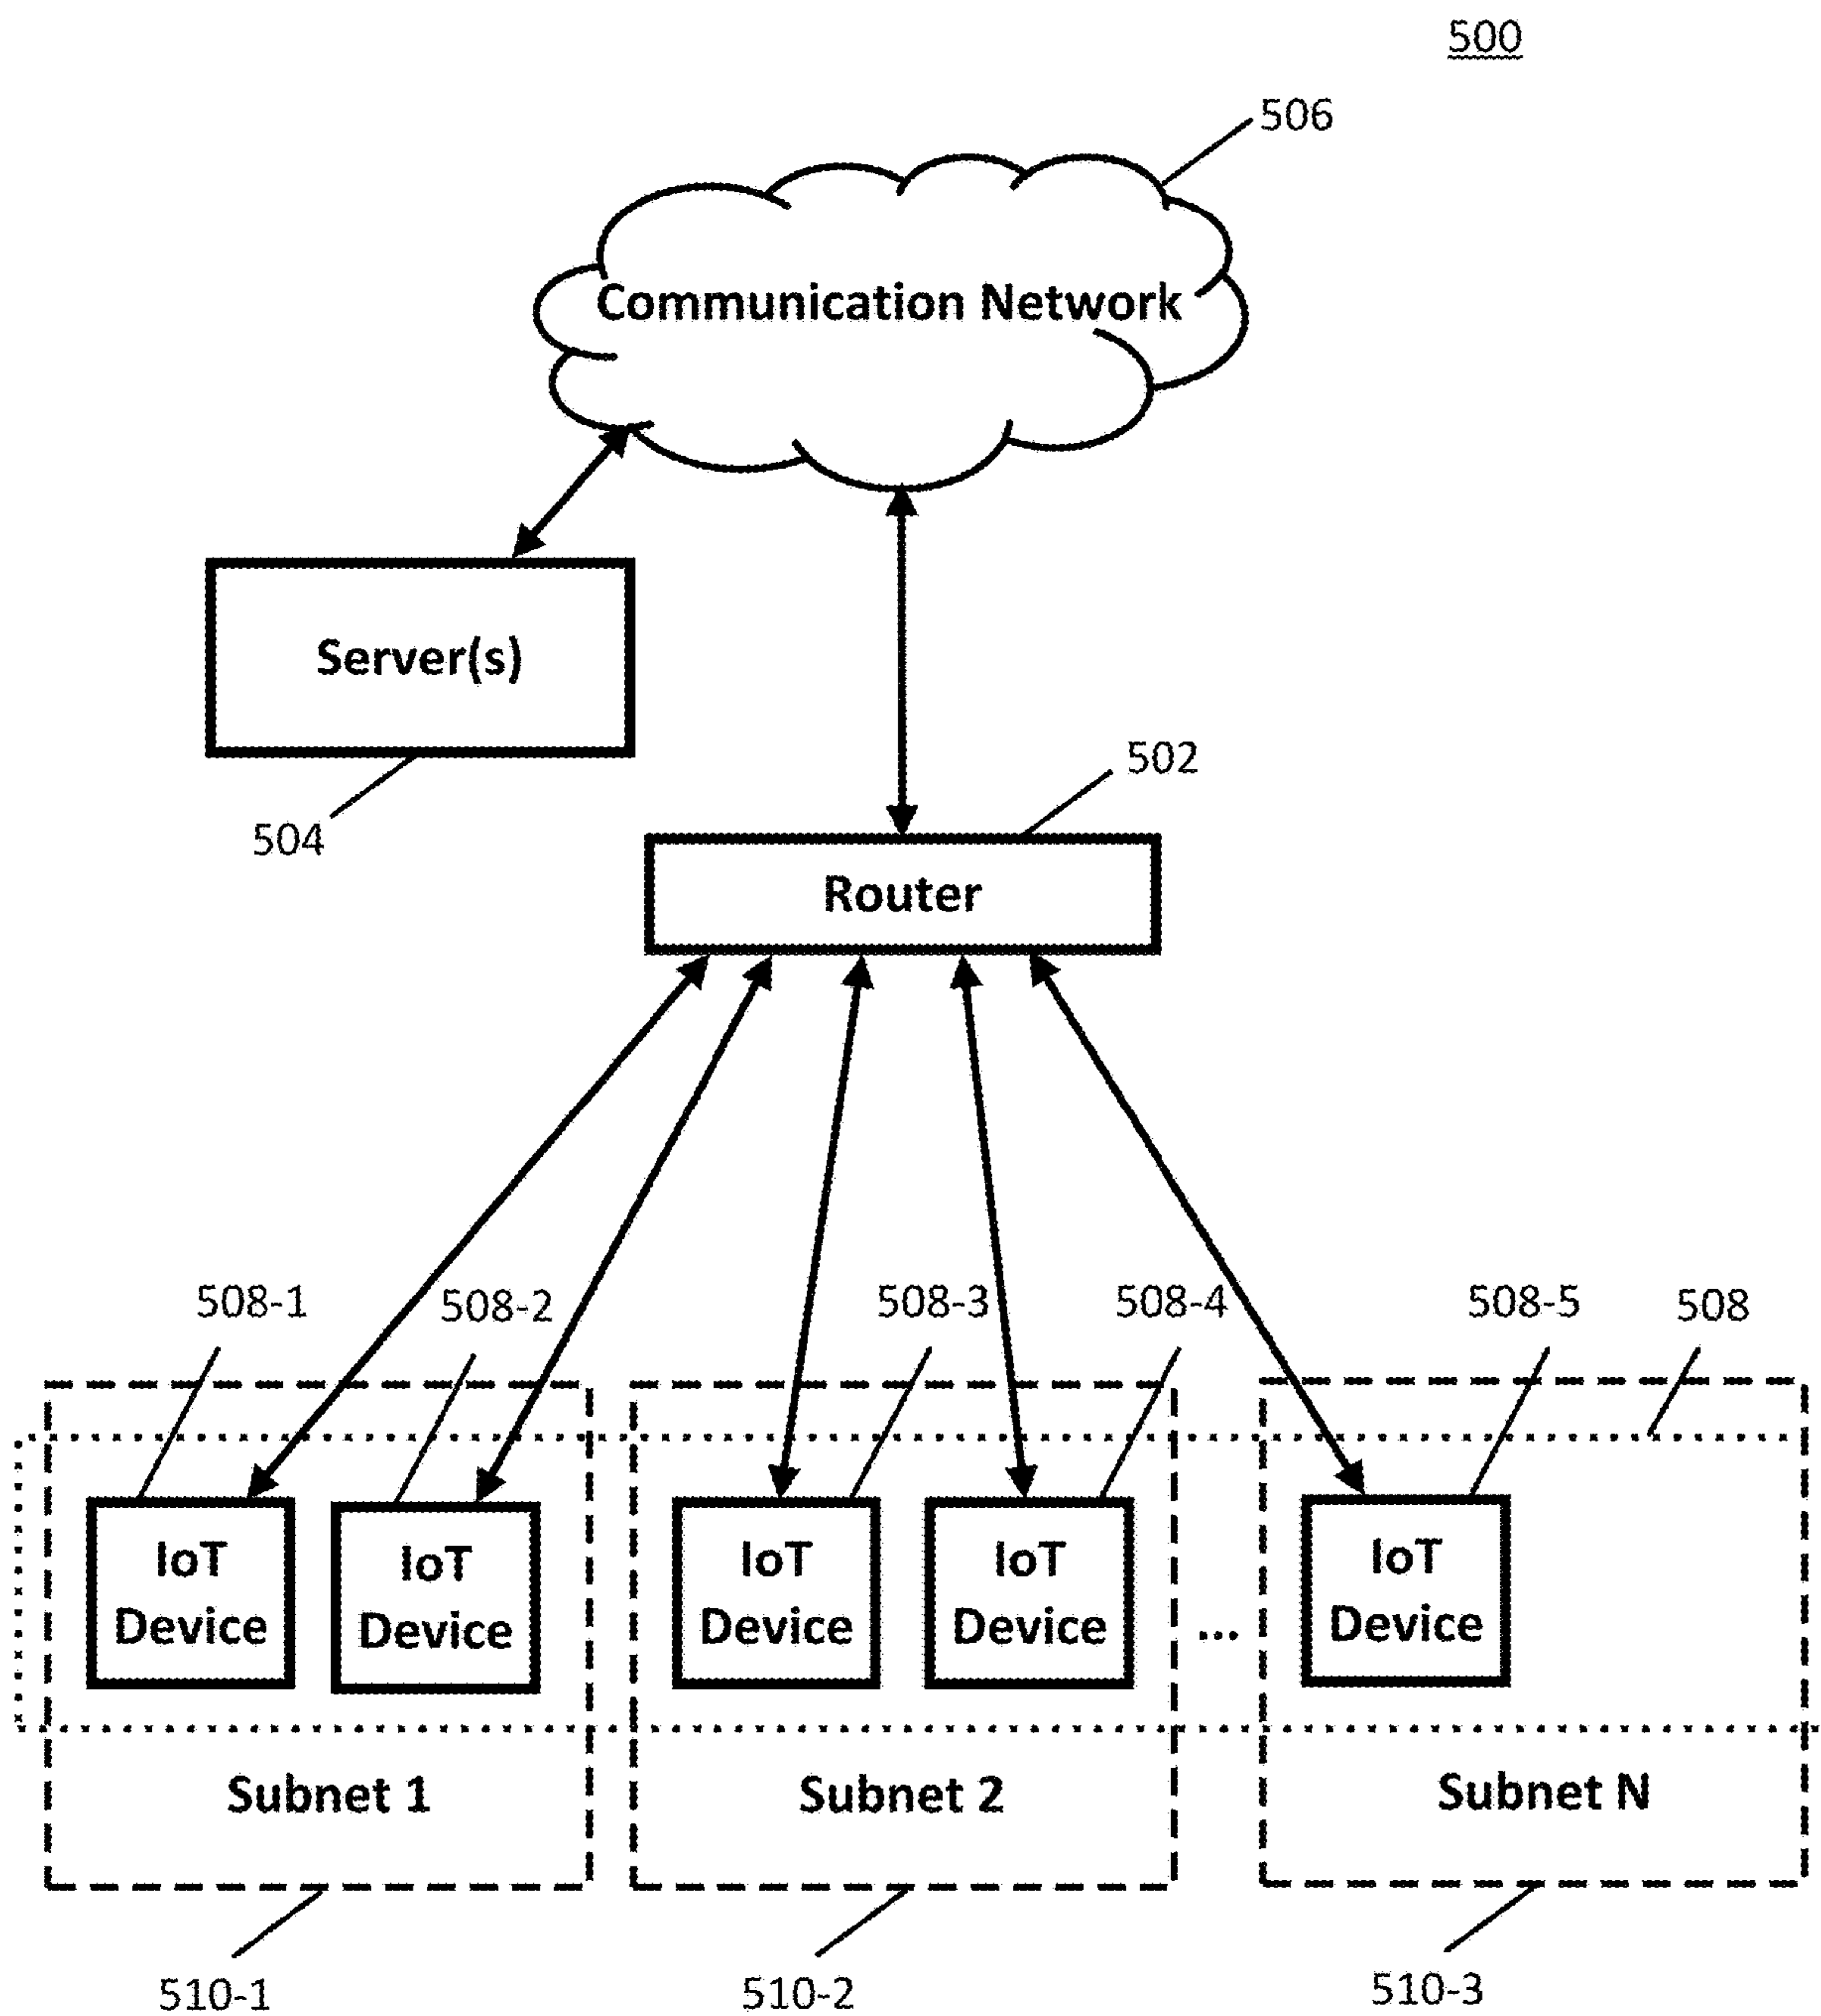 500
506
Communication Network
Server(s)
502
504
Router
508-1
508-2
508-3
508-4
508-5
508
IoT
Device
IoT
Device
IoT
Device
IoT
Device
...
IoT
Device
Subnet 1
Subnet 2
Subnet N
510-1
510-2
510-3